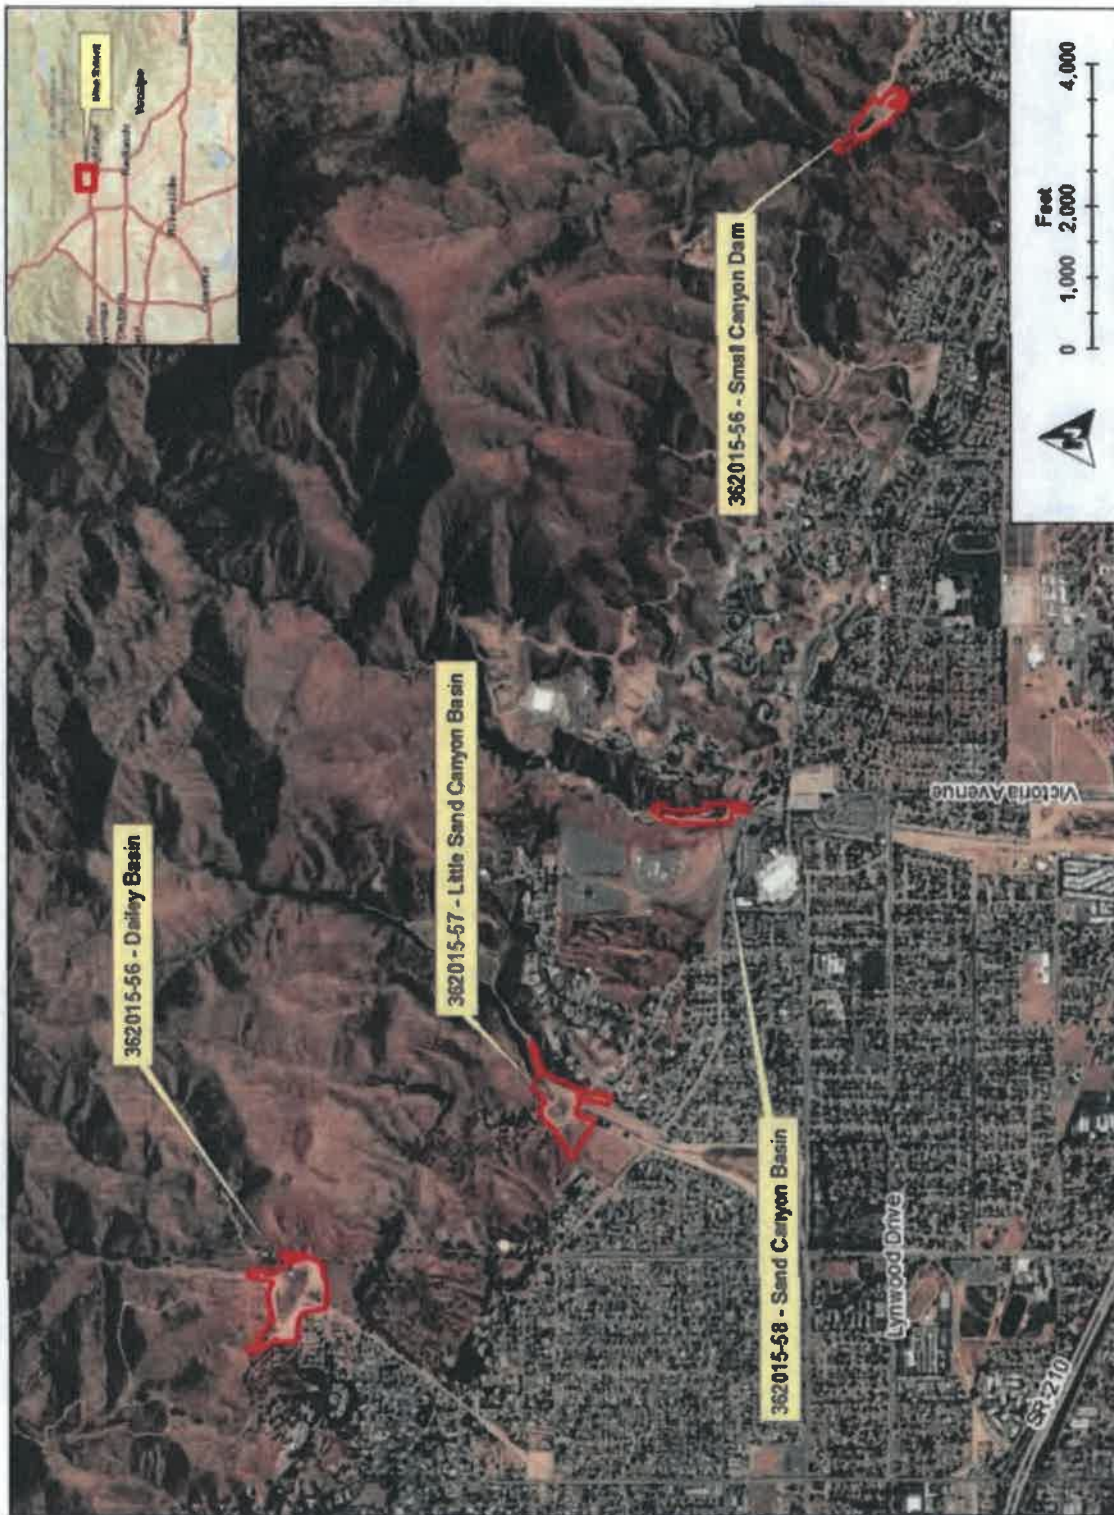 362015-56 - Dailey Basin
362015-57 - Little Sand Canyon Basin
362015-56 - Small Canyon Dam
362015-58 - Sand Canyon Basin
Victoria Avenue
Lynwood Drive
SR-210
Feet
0 1,000 2,000 4,000
N
Riverside